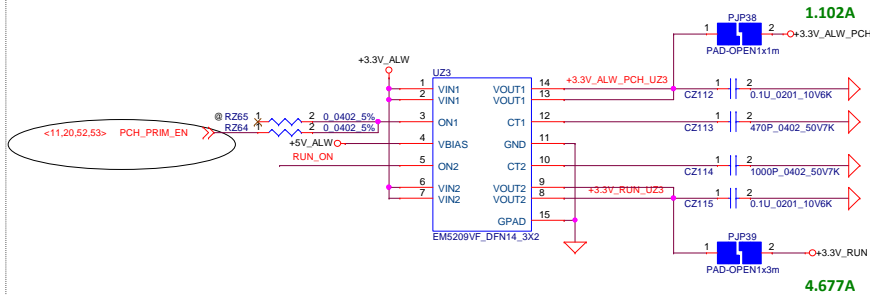 1.102A
PJP38
1 2
+3.3V_ALW_PCH
PAD-OPEN1x1m
+3.3V_ALW
UZ3
1 VIN1 VOUT1 14 +3.3V_ALW_PCH_UZ3
2 VIN1 VOUT1 13
CZ112 1 2 0.1U_0201_10V6K
@ RZ65 1 2 0_0402_5%
RZ64 1 2 0_0402_5%
3 ON1 CT1 12
CZ113 1 2 470P_0402_50V7K
<11,20,52,53> PCH_PRIM_EN
+5V_ALW
4 VBIAS GND 11
RUN_ON
5 ON2 CT2 10
CZ114 1 2 1000P_0402_50V7K
6 VIN2 VOUT2 9
7 VIN2 VOUT2 8 +3.3V_RUN_UZ3
CZ115 1 2 0.1U_0201_10V6K
GPAD 15
EM5209VF_DFN14_3X2
PJP39
1 2
+3.3V_RUN
PAD-OPEN1x3m
4.677A